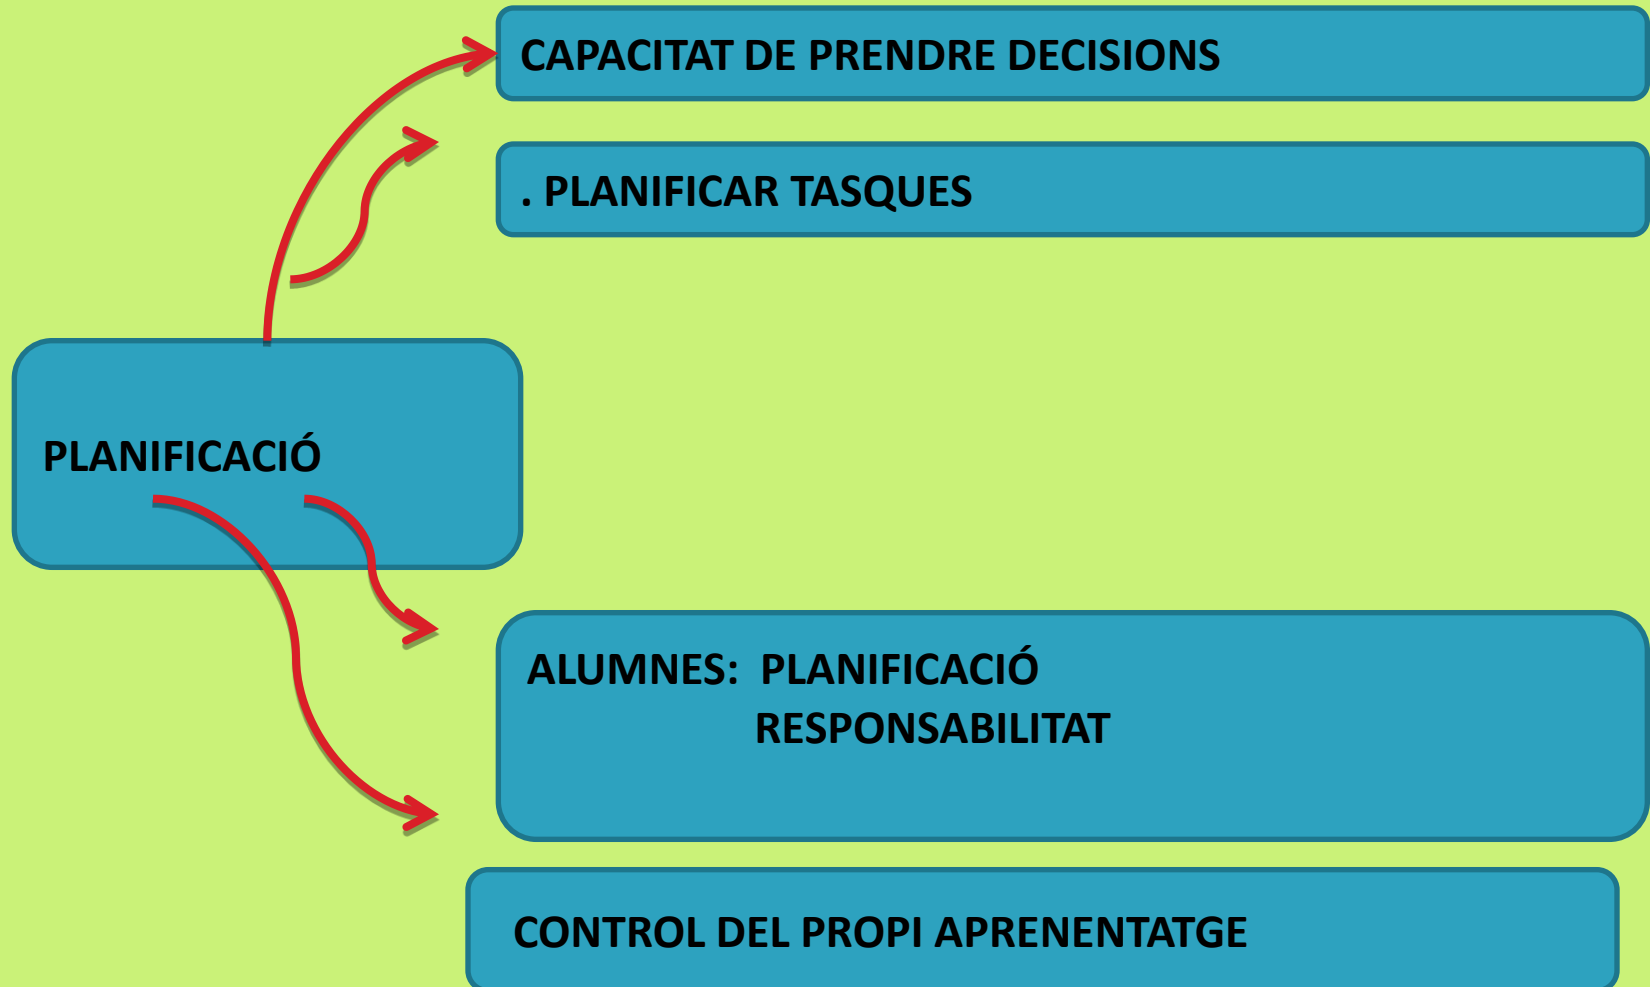 CAPACITAT DE PRENDRE DECISIONS
. PLANIFICAR TASQUES
PLANIFICACIÓ
ALUMNES: PLANIFICACIÓ
RESPONSABILITAT
CONTROL DEL PROPI APRENENTATGE